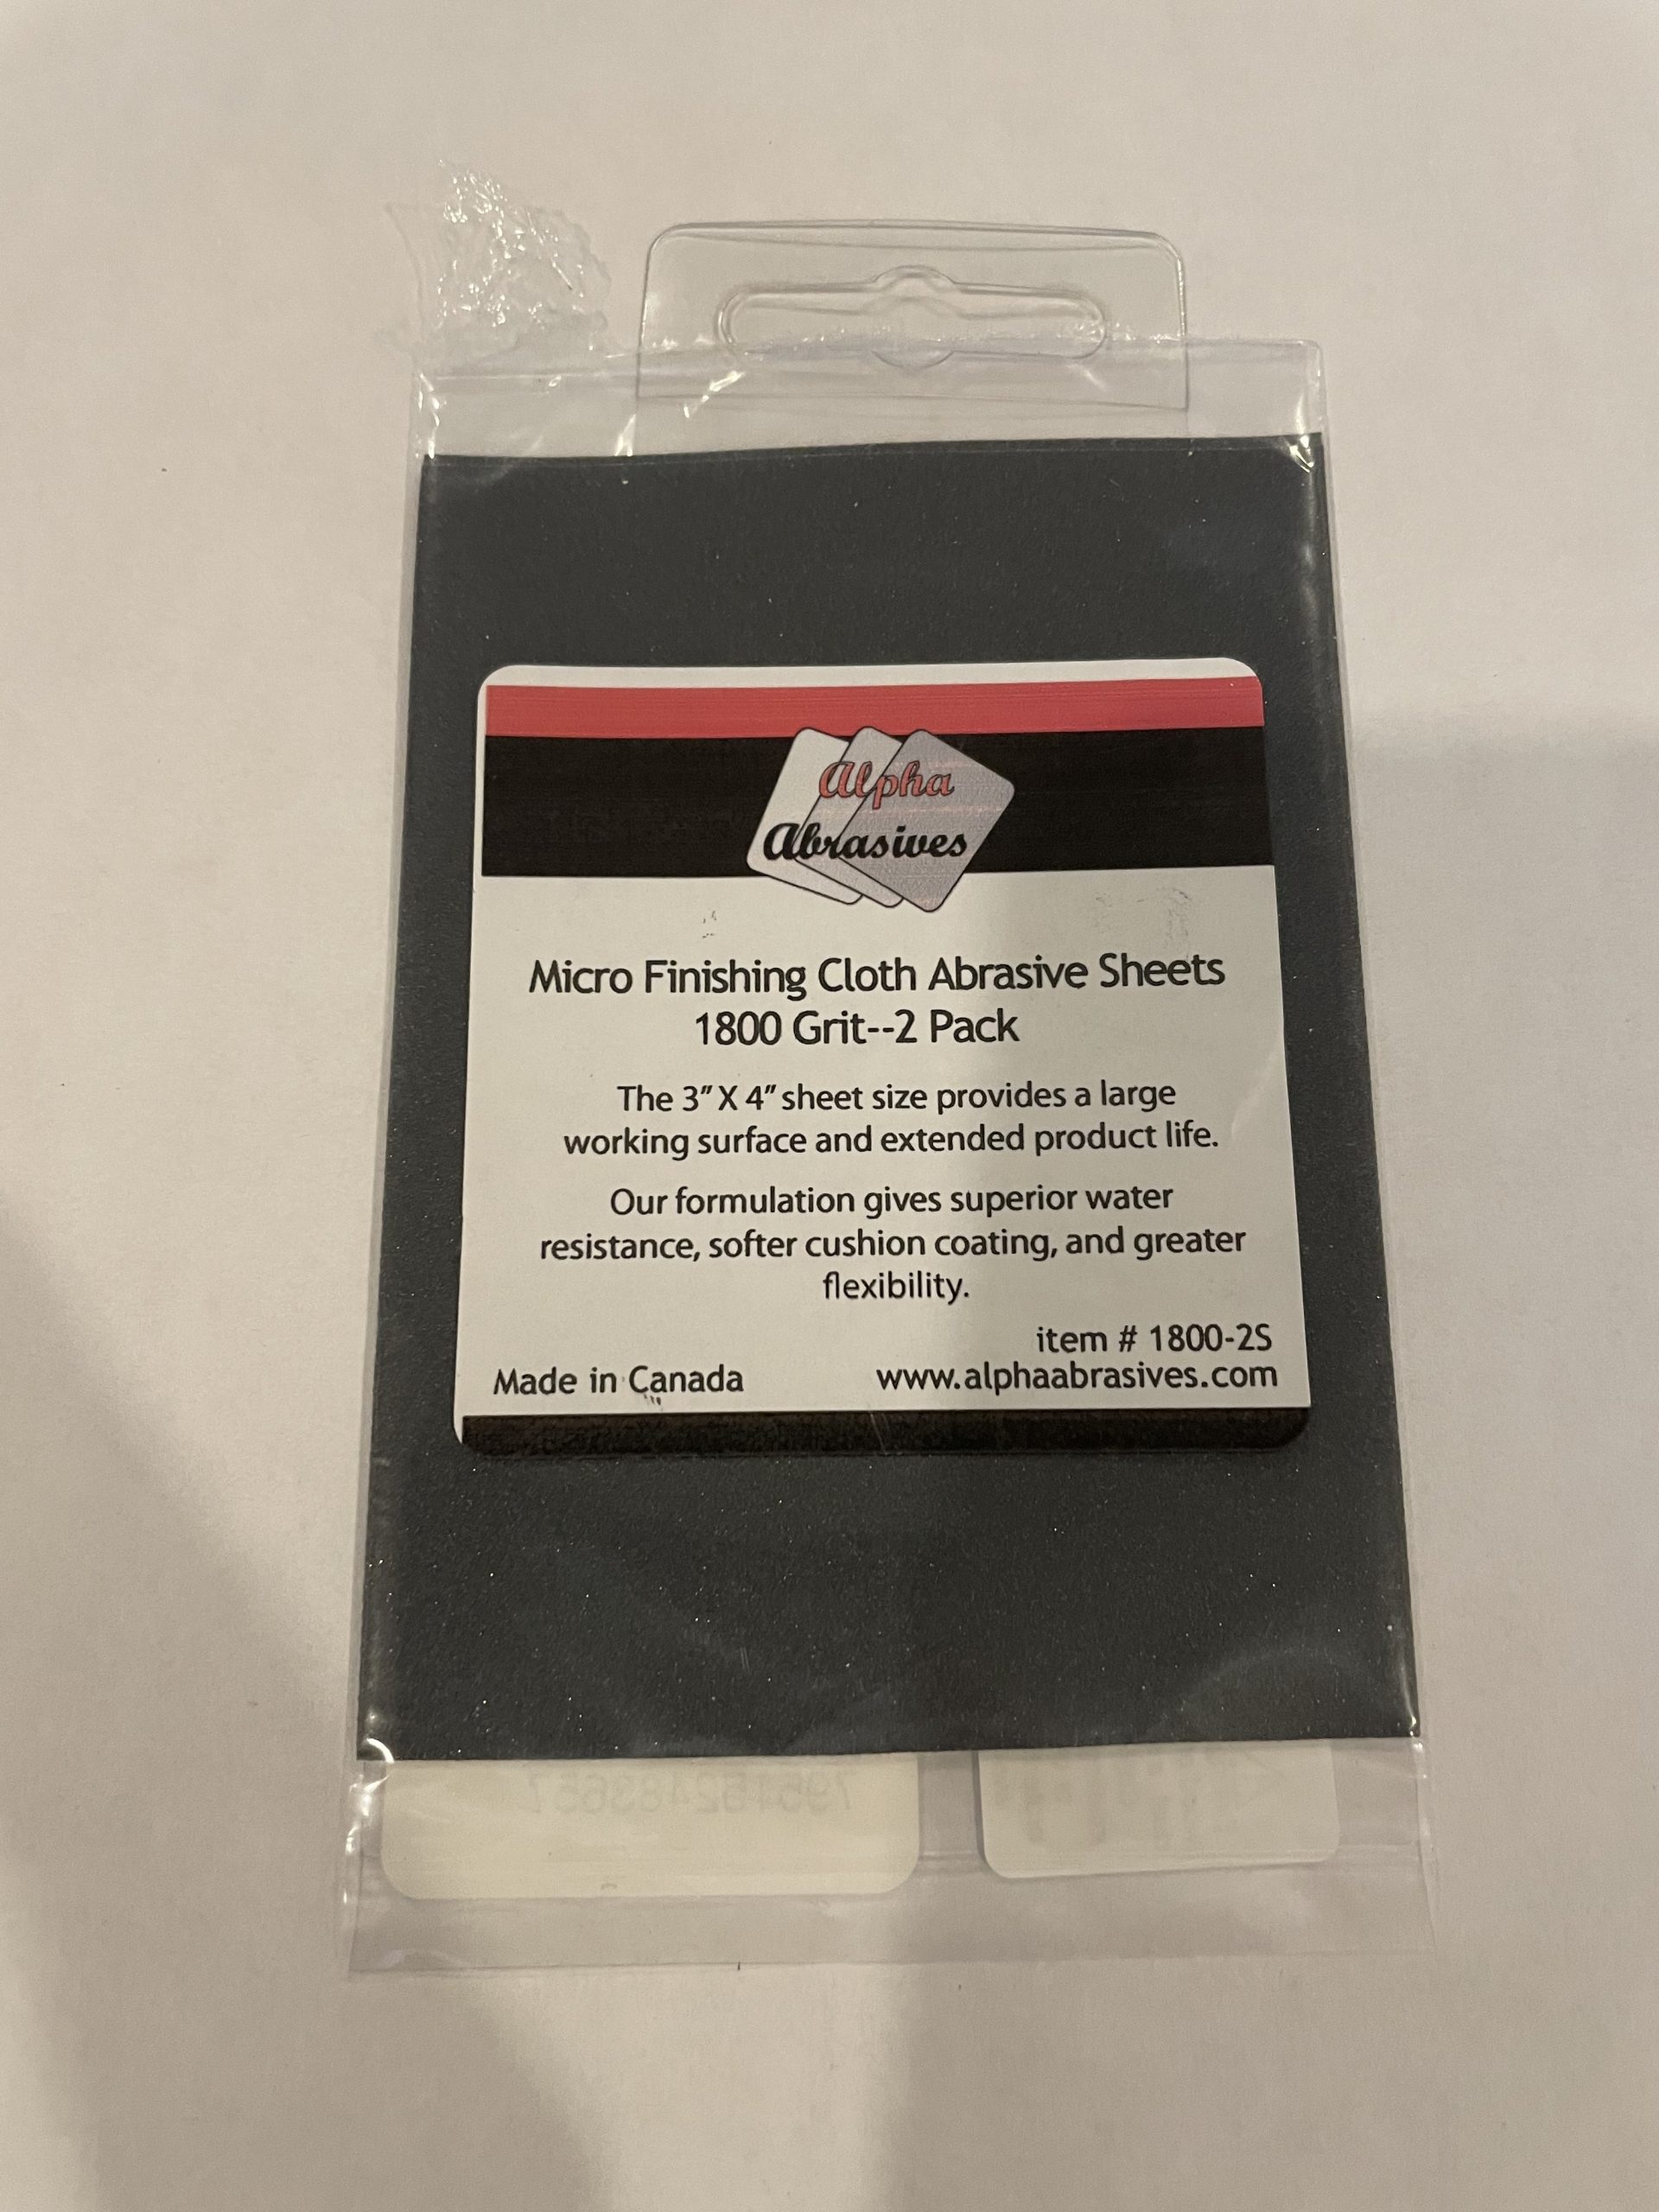 Alpha
Abrasives
Micro Finishing Cloth Abrasive Sheets
1800 Grit--2 Pack
The 3" X 4" sheet size provides a large
working surface and extended product life.
Our formulation gives superior water
resistance, softer cushion coating, and greater
flexibility.
item # 1800-2S
Made in Canada
www.alphaabrasives.com